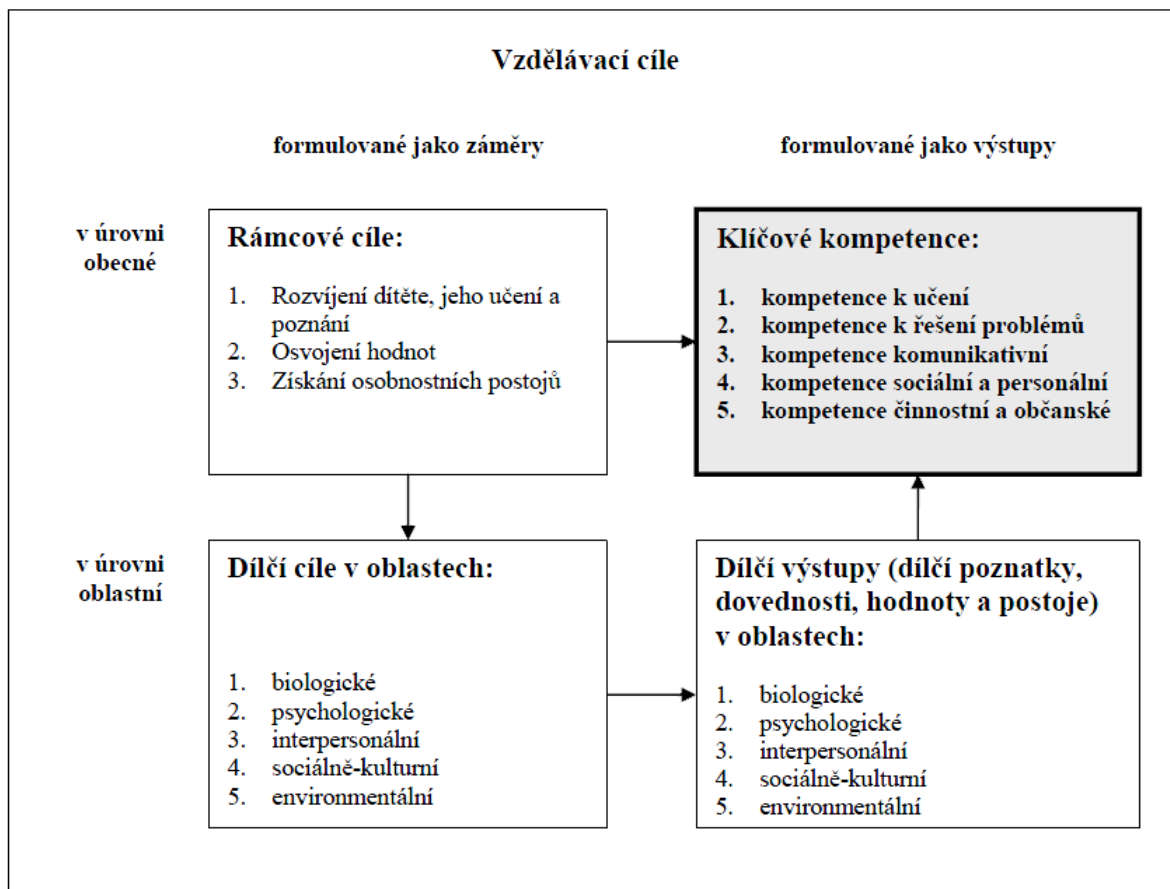 Vzdělávací cíle
formulované jako záměry
formulované jako výstupy
v úrovni
obecné
Rámcové cíle:
1. Rozvíjení dítěte, jeho učení a
poznání
2. Osvojení hodnot
3. Získání osobnostních postojů
Klíčové kompetence:
1. kompetence k učení
2. kompetence k řešení problémů
3. kompetence komunikativní
4. kompetence sociální a personální
5. kompetence činnostní a občanské
v úrovni
oblastní
Dílčí cíle v oblastech:
1. biologické
2. psychologické
3. interpersonální
4. sociálně-kulturní
5. environmentální
Dílčí výstupy (dílčí poznatky,
dovednosti, hodnoty a postoje)
v oblastech:
1. biologické
2. psychologické
3. interpersonální
4. sociálně-kulturní
5. environmentální